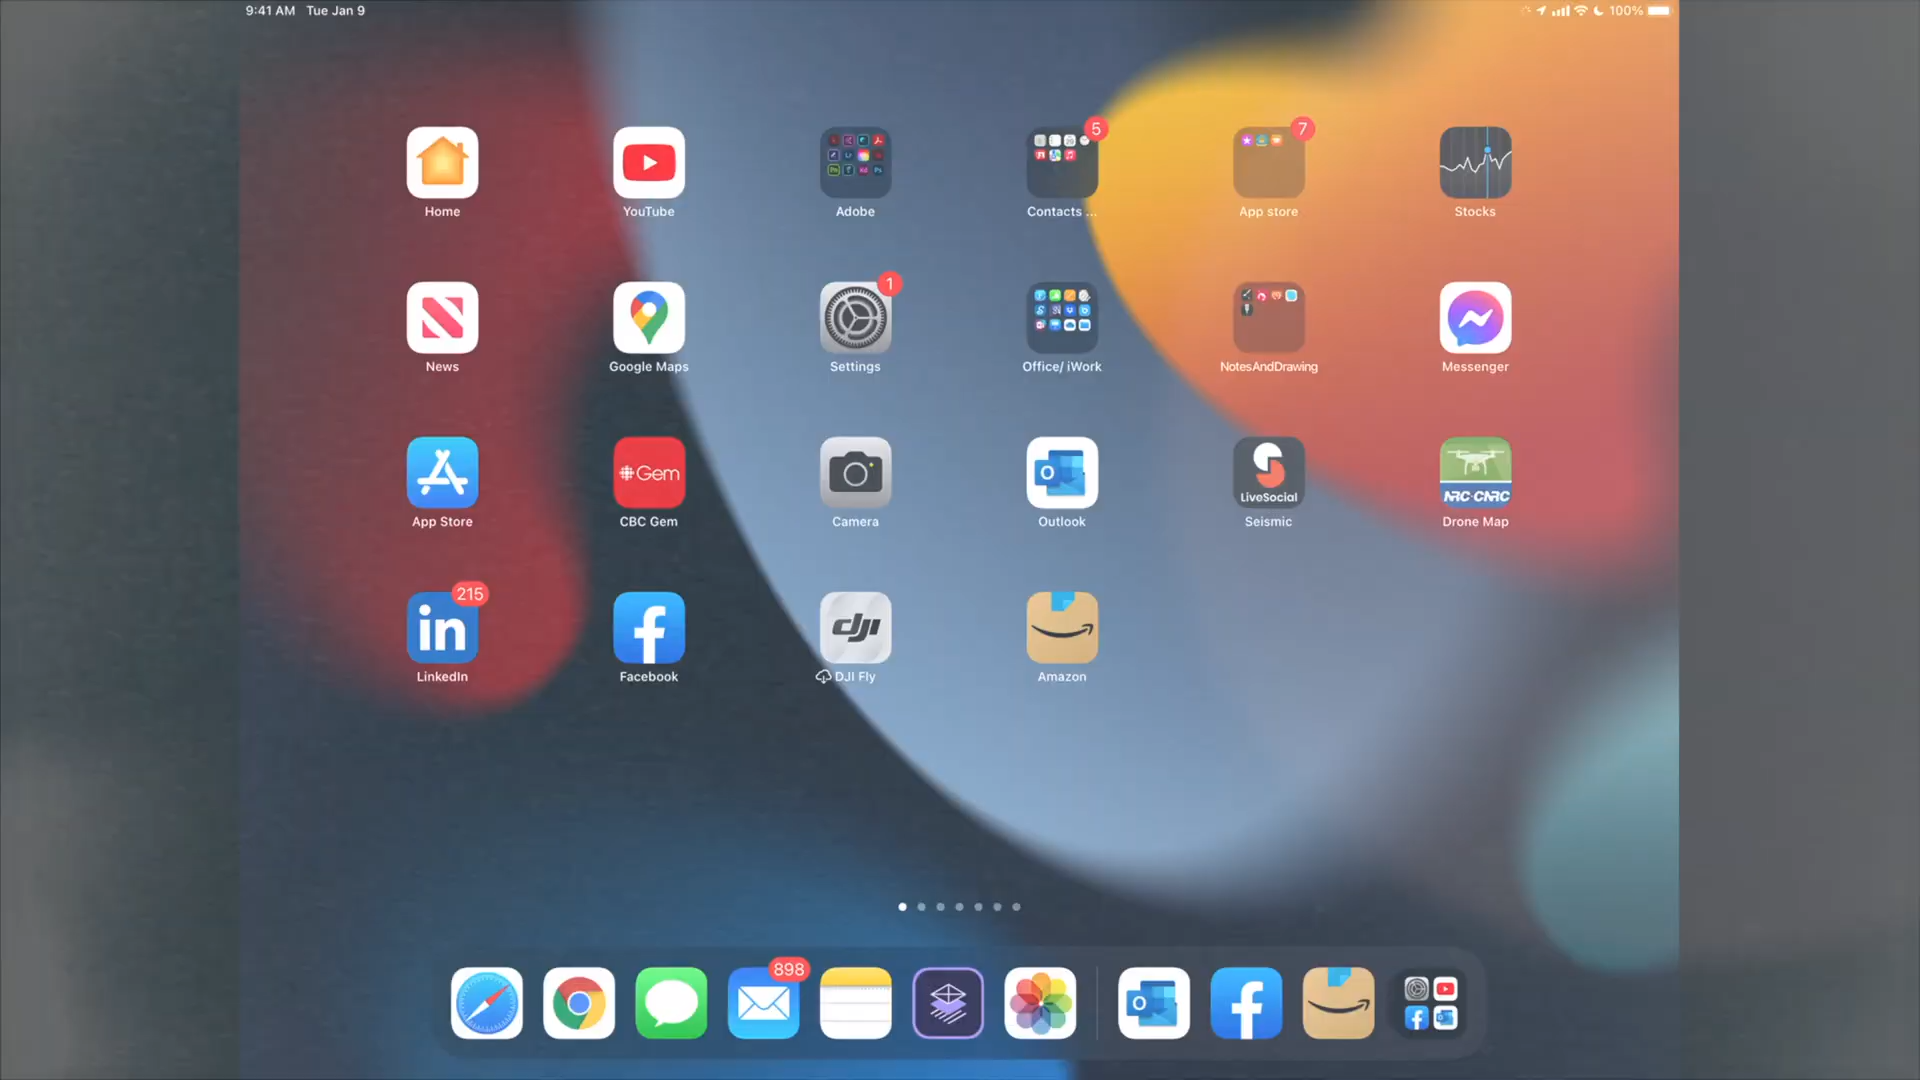 9:41 AM Tue Jan 9
100%
5
7
Home
YouTube
Adobe
Contacts ...
App store
Stocks
1
News
Google Maps
Settings
Office/ iWork
NotesAndDrawing
Messenger
Gem
LiveSocial
NRC·CNRC
App Store
CBC Gem
Camera
Outlook
Seismic
Drone Map
215
in
dji
LinkedIn
Facebook
DJI Fly
Amazon
898